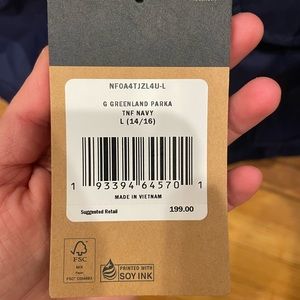 NF0A4TJZL4U-L
G GREENLAND PARKA
TNF NAVY
L (14/16)
1 93394 64570 1
MADE IN VIETNAM
Suggested Retail 199.00
FSC
MIX
Paper
PRINTED WITH
SOY INK